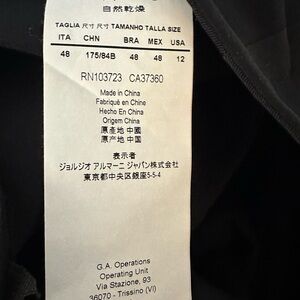 自然乾燥
TAGLIA 尺寸 尺寸 TAMANHO TALLA SIZE
ITA CHN BRA MEX USA
48 175/84B 48 48 12
RN103723 CA37360
Made in China
Fabriqué en Chine
Hecho En China
Origem China
原產地 中國
原产地 中国
表示者
ジョルジオ アルマーニ ジャパン株式会社
東京都中央区銀座5-5-4
G.A. Operations
Operating Unit
Via Stazione, 93
36070 - Trissino (VI)